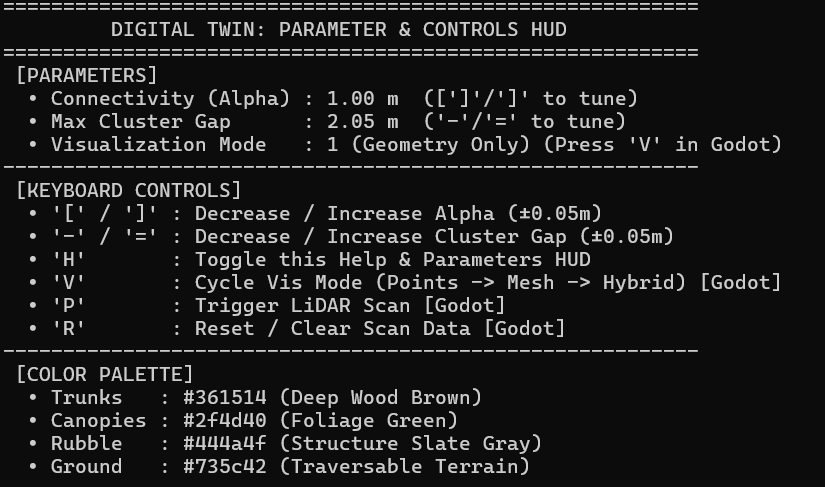 ==========================================================
DIGITAL TWIN: PARAMETER & CONTROLS HUD
==========================================================
[PARAMETERS]
• Connectivity (Alpha) : 1.00 m  ([']'/']' to tune)
• Max Cluster Gap      : 2.05 m  ('-'/'=' to tune)
• Visualization Mode   : 1 (Geometry Only) (Press 'V' in Godot)
----------------------------------------------------------
[KEYBOARD CONTROLS]
• '[' / ']' : Decrease / Increase Alpha (±0.05m)
• '-' / '=' : Decrease / Increase Cluster Gap (±0.05m)
• 'H'       : Toggle this Help & Parameters HUD
• 'V'       : Cycle Vis Mode (Points -> Mesh -> Hybrid) [Godot]
• 'P'       : Trigger LiDAR Scan [Godot]
• 'R'       : Reset / Clear Scan Data [Godot]
----------------------------------------------------------
[COLOR PALETTE]
• Trunks   : #361514 (Deep Wood Brown)
• Canopies : #2f4d40 (Foliage Green)
• Rubble   : #444a4f (Structure Slate Gray)
• Ground   : #735c42 (Traversable Terrain)